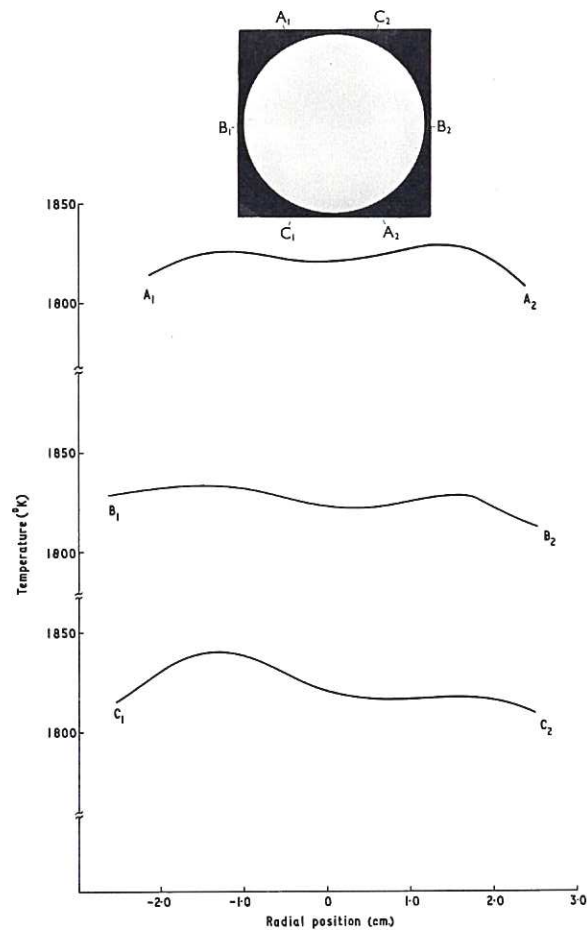 A₁ C₂
B₁ B₂
C₁ A₂
1850
1800
A₁ A₂
1850
B₁
1800
B₂
Temperature (°K)
1850
1800
C₁ C₂
-2·0 -1·0 0 1·0 2·0 3·0
Radial position (cm.)